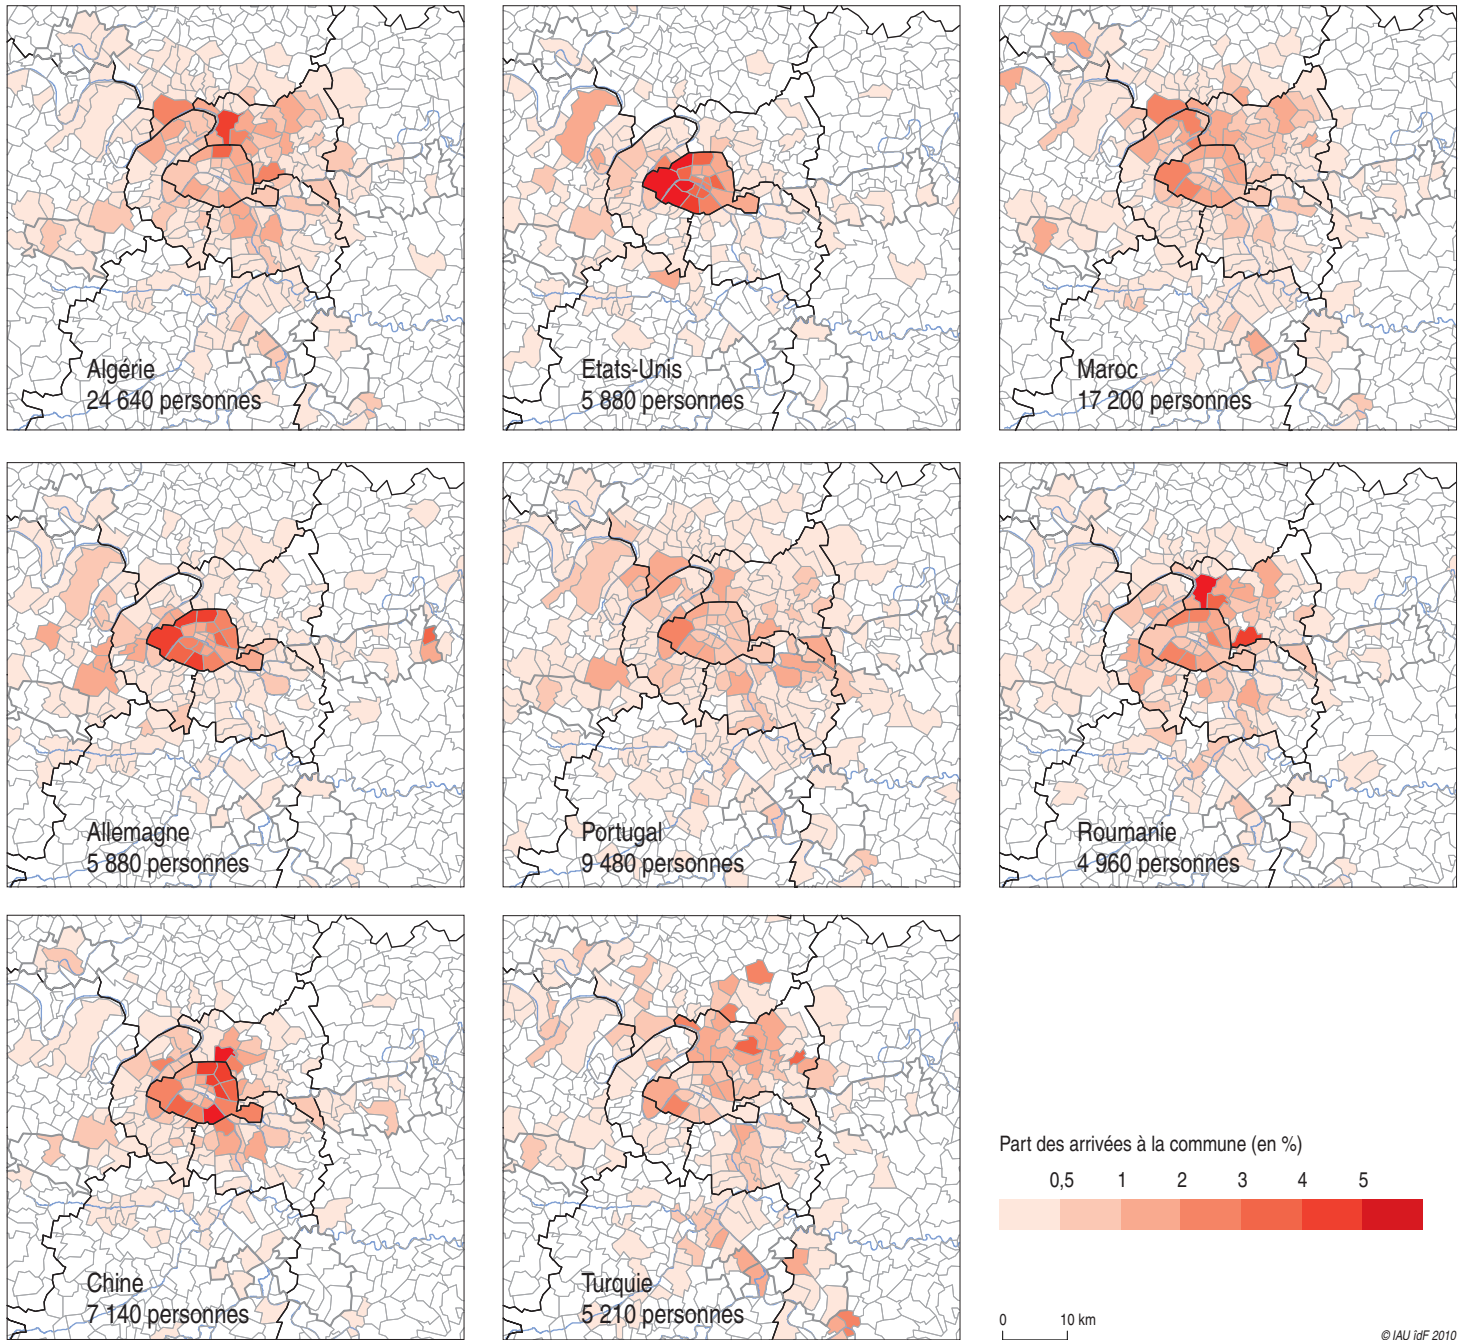 Algérie
24 640 personnes
Etats-Unis
5 880 personnes
Maroc
17 200 personnes
Allemagne
5 880 personnes
Portugal
9 480 personnes
Roumanie
4 960 personnes
Chine
7 140 personnes
Turquie
5 210 personnes
Part des arrivées à la commune (en %)
0,5 1 2 3 4 5
0 10 km
© IAU îdF 2010